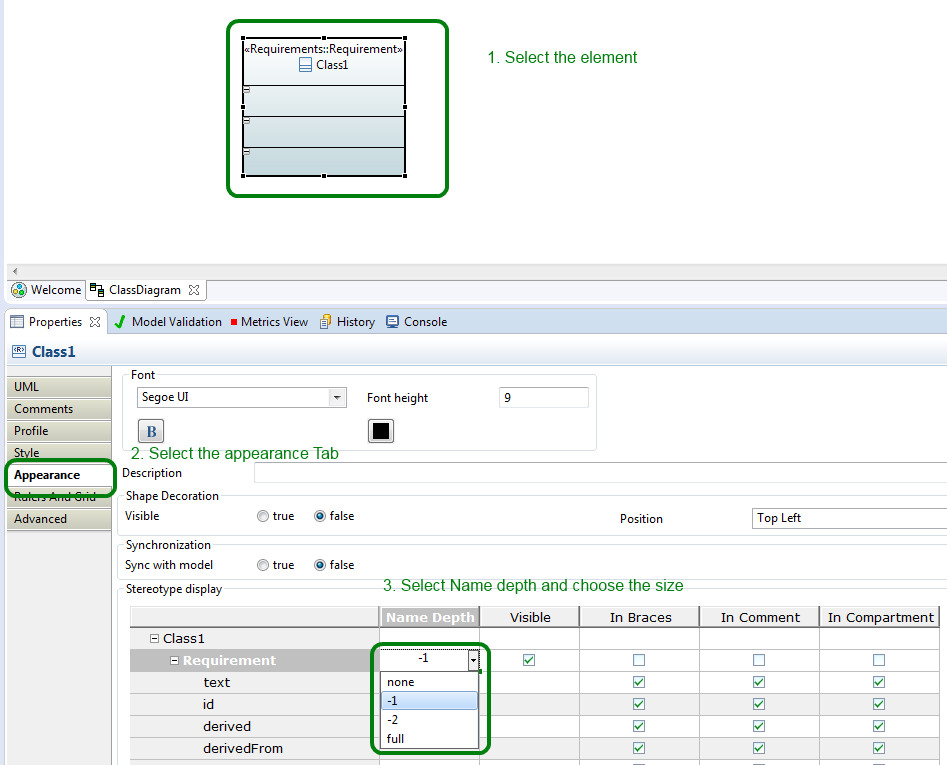 «Requirements::Requirement»
Class1
1. Select the element
Welcome
ClassDiagram
Properties
Model Validation
Metrics View
History
Console
Class1
UML
Comments
Profile
Style
Appearance
Rulers And Grid
Advanced
Font
Segoe UI
Font height
9
B
2. Select the appearance Tab
Description
Shape Decoration
Visible
true
false
Position
Top Left
Synchronization
Sync with model
true
false
3. Select Name depth and choose the size
Stereotype display
Name Depth Visible In Braces In Comment In Compartment
Class1
Requirement -1
text
id
derived
derivedFrom
none
-1
-2
full